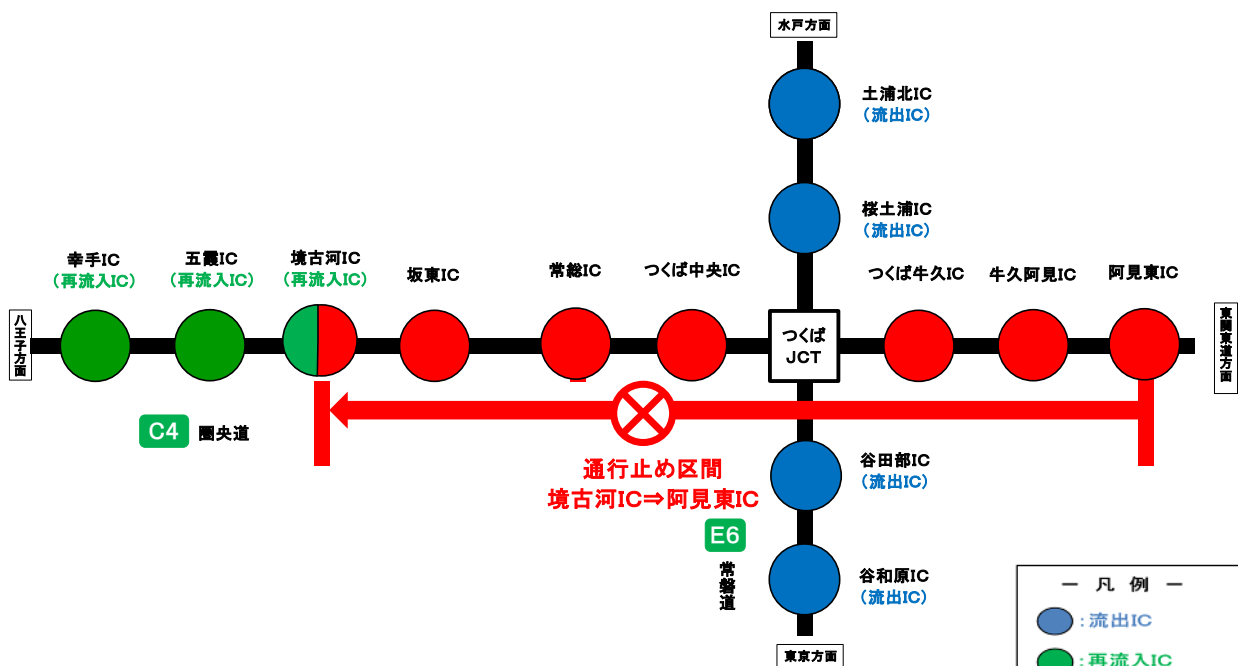 水戸方面
土浦北IC
(流出IC)
桜土浦IC
(流出IC)
幸手IC
(再流入IC)
五霞IC
(再流入IC)
境古河IC
(再流入IC)
坂東IC
常総IC
つくば中央IC
つくば牛久IC
牛久阿見IC
阿見東IC
八王子方面
つくば
JCT
東関東道方面
C4 圏央道
通行止め区間
境古河IC⇒阿見東IC
谷田部IC
(流出IC)
E6
常磐道
谷和原IC
(流出IC)
東京方面
― 凡 例 ―
:流出IC
:再流入IC